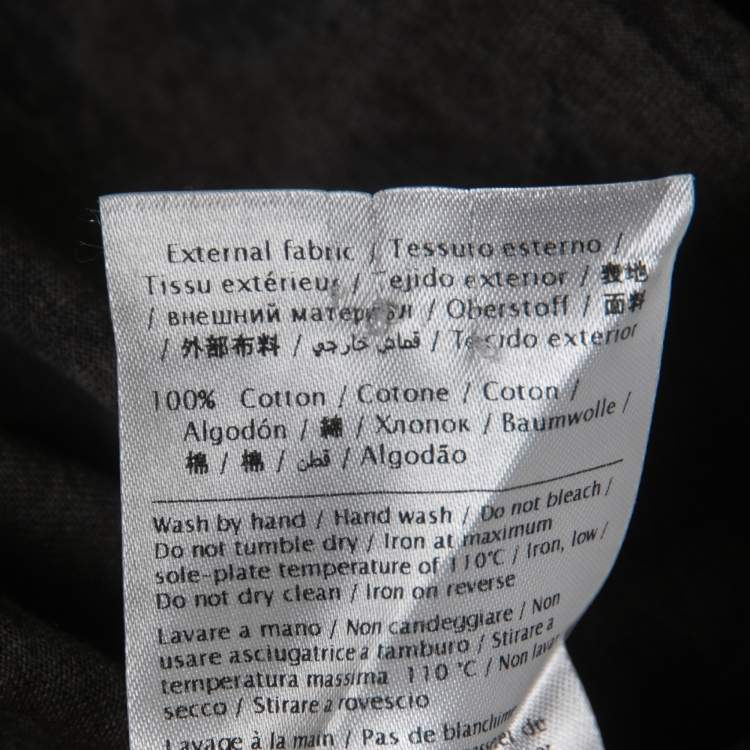 External fabric / Tessuto esterno /
Tissu extérieur / Tejido exterior / 表地
/ внешний материал / Oberstoff / 面料
/ 外部布料 / قماش خارجي / Tecido exterior
100% Cotton / Cotone / Coton /
Algodón / 綿 / Хлопок / Baumwolle /
棉 / 棉 / قطن / Algodão
Wash by hand / Hand wash / Do not bleach /
Do not tumble dry / Iron at maximum
sole-plate temperature of 110°C / Iron, low /
Do not dry clean / Iron on reverse
Lavare a mano / Non candeggiare / Non
usare asciugatrice a tamburo / Stirare a
temperatura massima 110 °C / Non
secco / Stirare a rovescio
Lavage à la main / Pas de
de